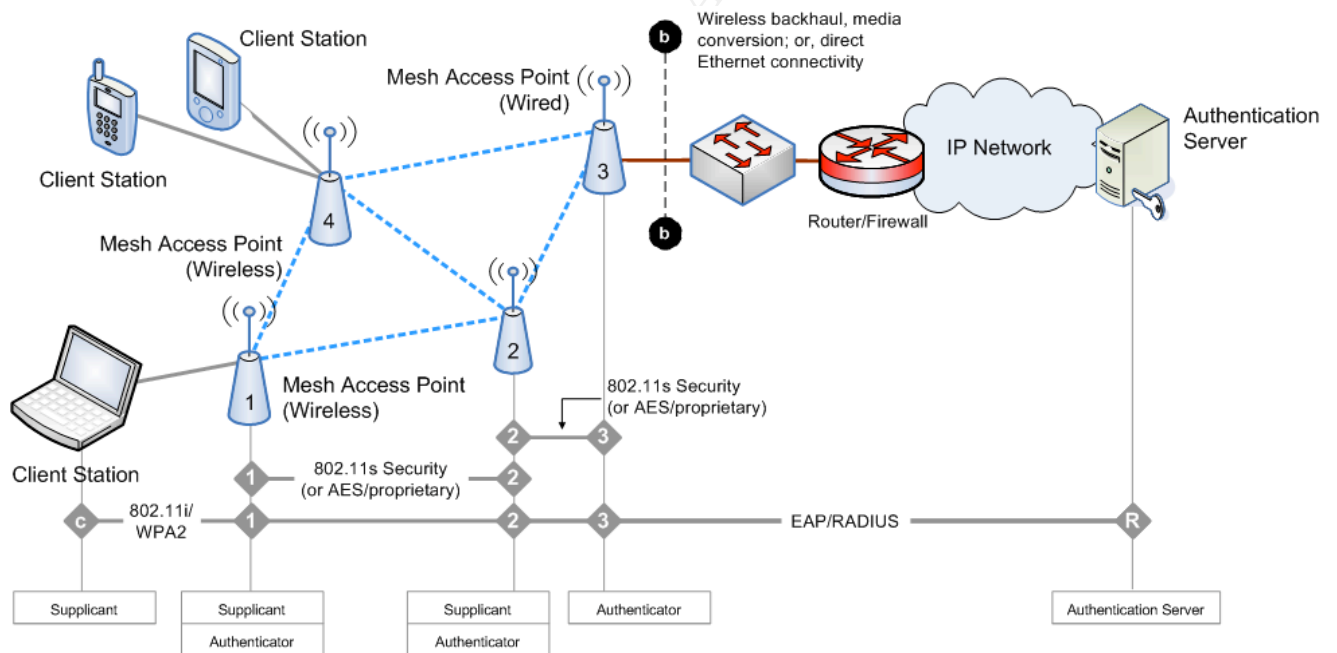 Client Station
Wireless backhaul, media
conversion; or, direct
Ethernet connectivity
b
Mesh Access Point
(Wired)
Client Station
3
IP Network
Authentication
Server
4
Router/Firewall
b
Mesh Access Point
(Wireless)
2
1
Mesh Access Point
(Wireless)
802.11s Security
(or AES/proprietary)
Client Station
2
3
1
802.11s Security
(or AES/proprietary)
2
c
802.11i/
WPA2
1
2
3
EAP/RADIUS
R
Supplicant
Supplicant
Authenticator
Supplicant
Authenticator
Authenticator
Authentication Server